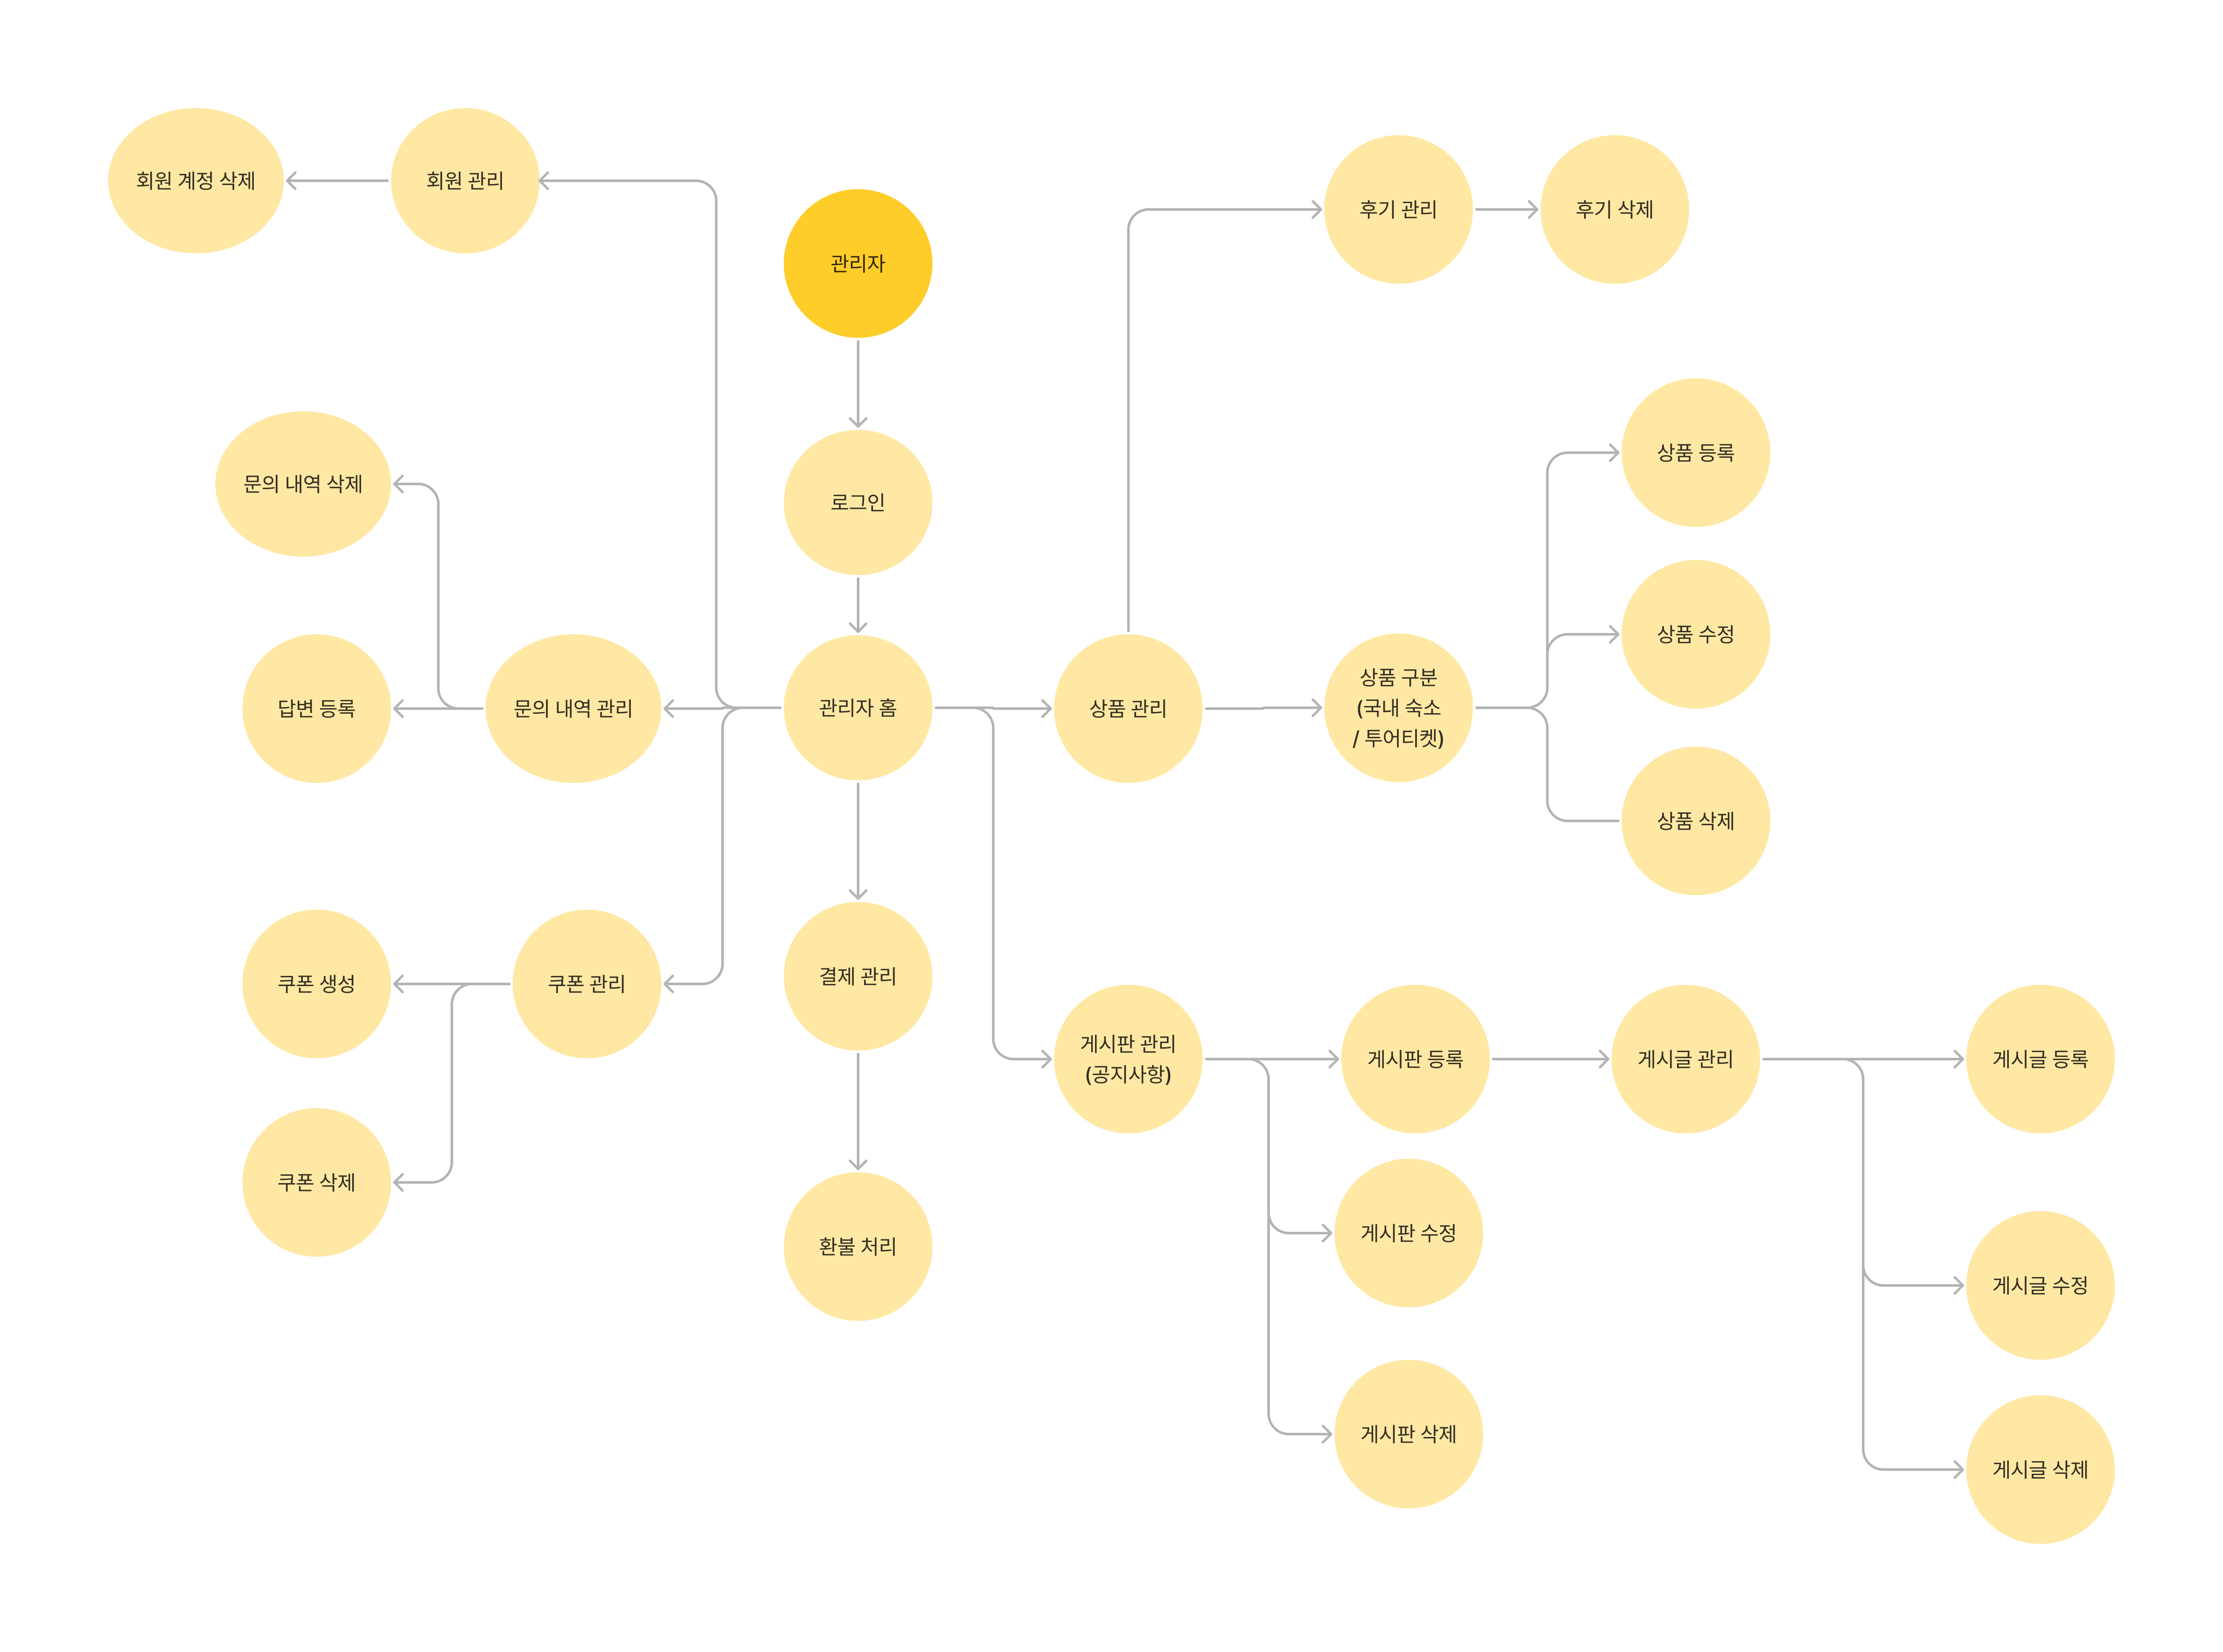 회원 계정 삭제
회원 관리
관리자
후기 관리
후기 삭제
로그인
문의 내역 삭제
상품 등록
상품 수정
답변 등록
문의 내역 관리
관리자 홈
상품 관리
상품 구분
(국내 숙소
/ 투어티켓)
상품 삭제
쿠폰 생성
쿠폰 관리
결제 관리
게시판 관리
(공지사항)
게시판 등록
게시글 관리
게시글 등록
쿠폰 삭제
환불 처리
게시판 수정
게시글 수정
게시판 삭제
게시글 삭제